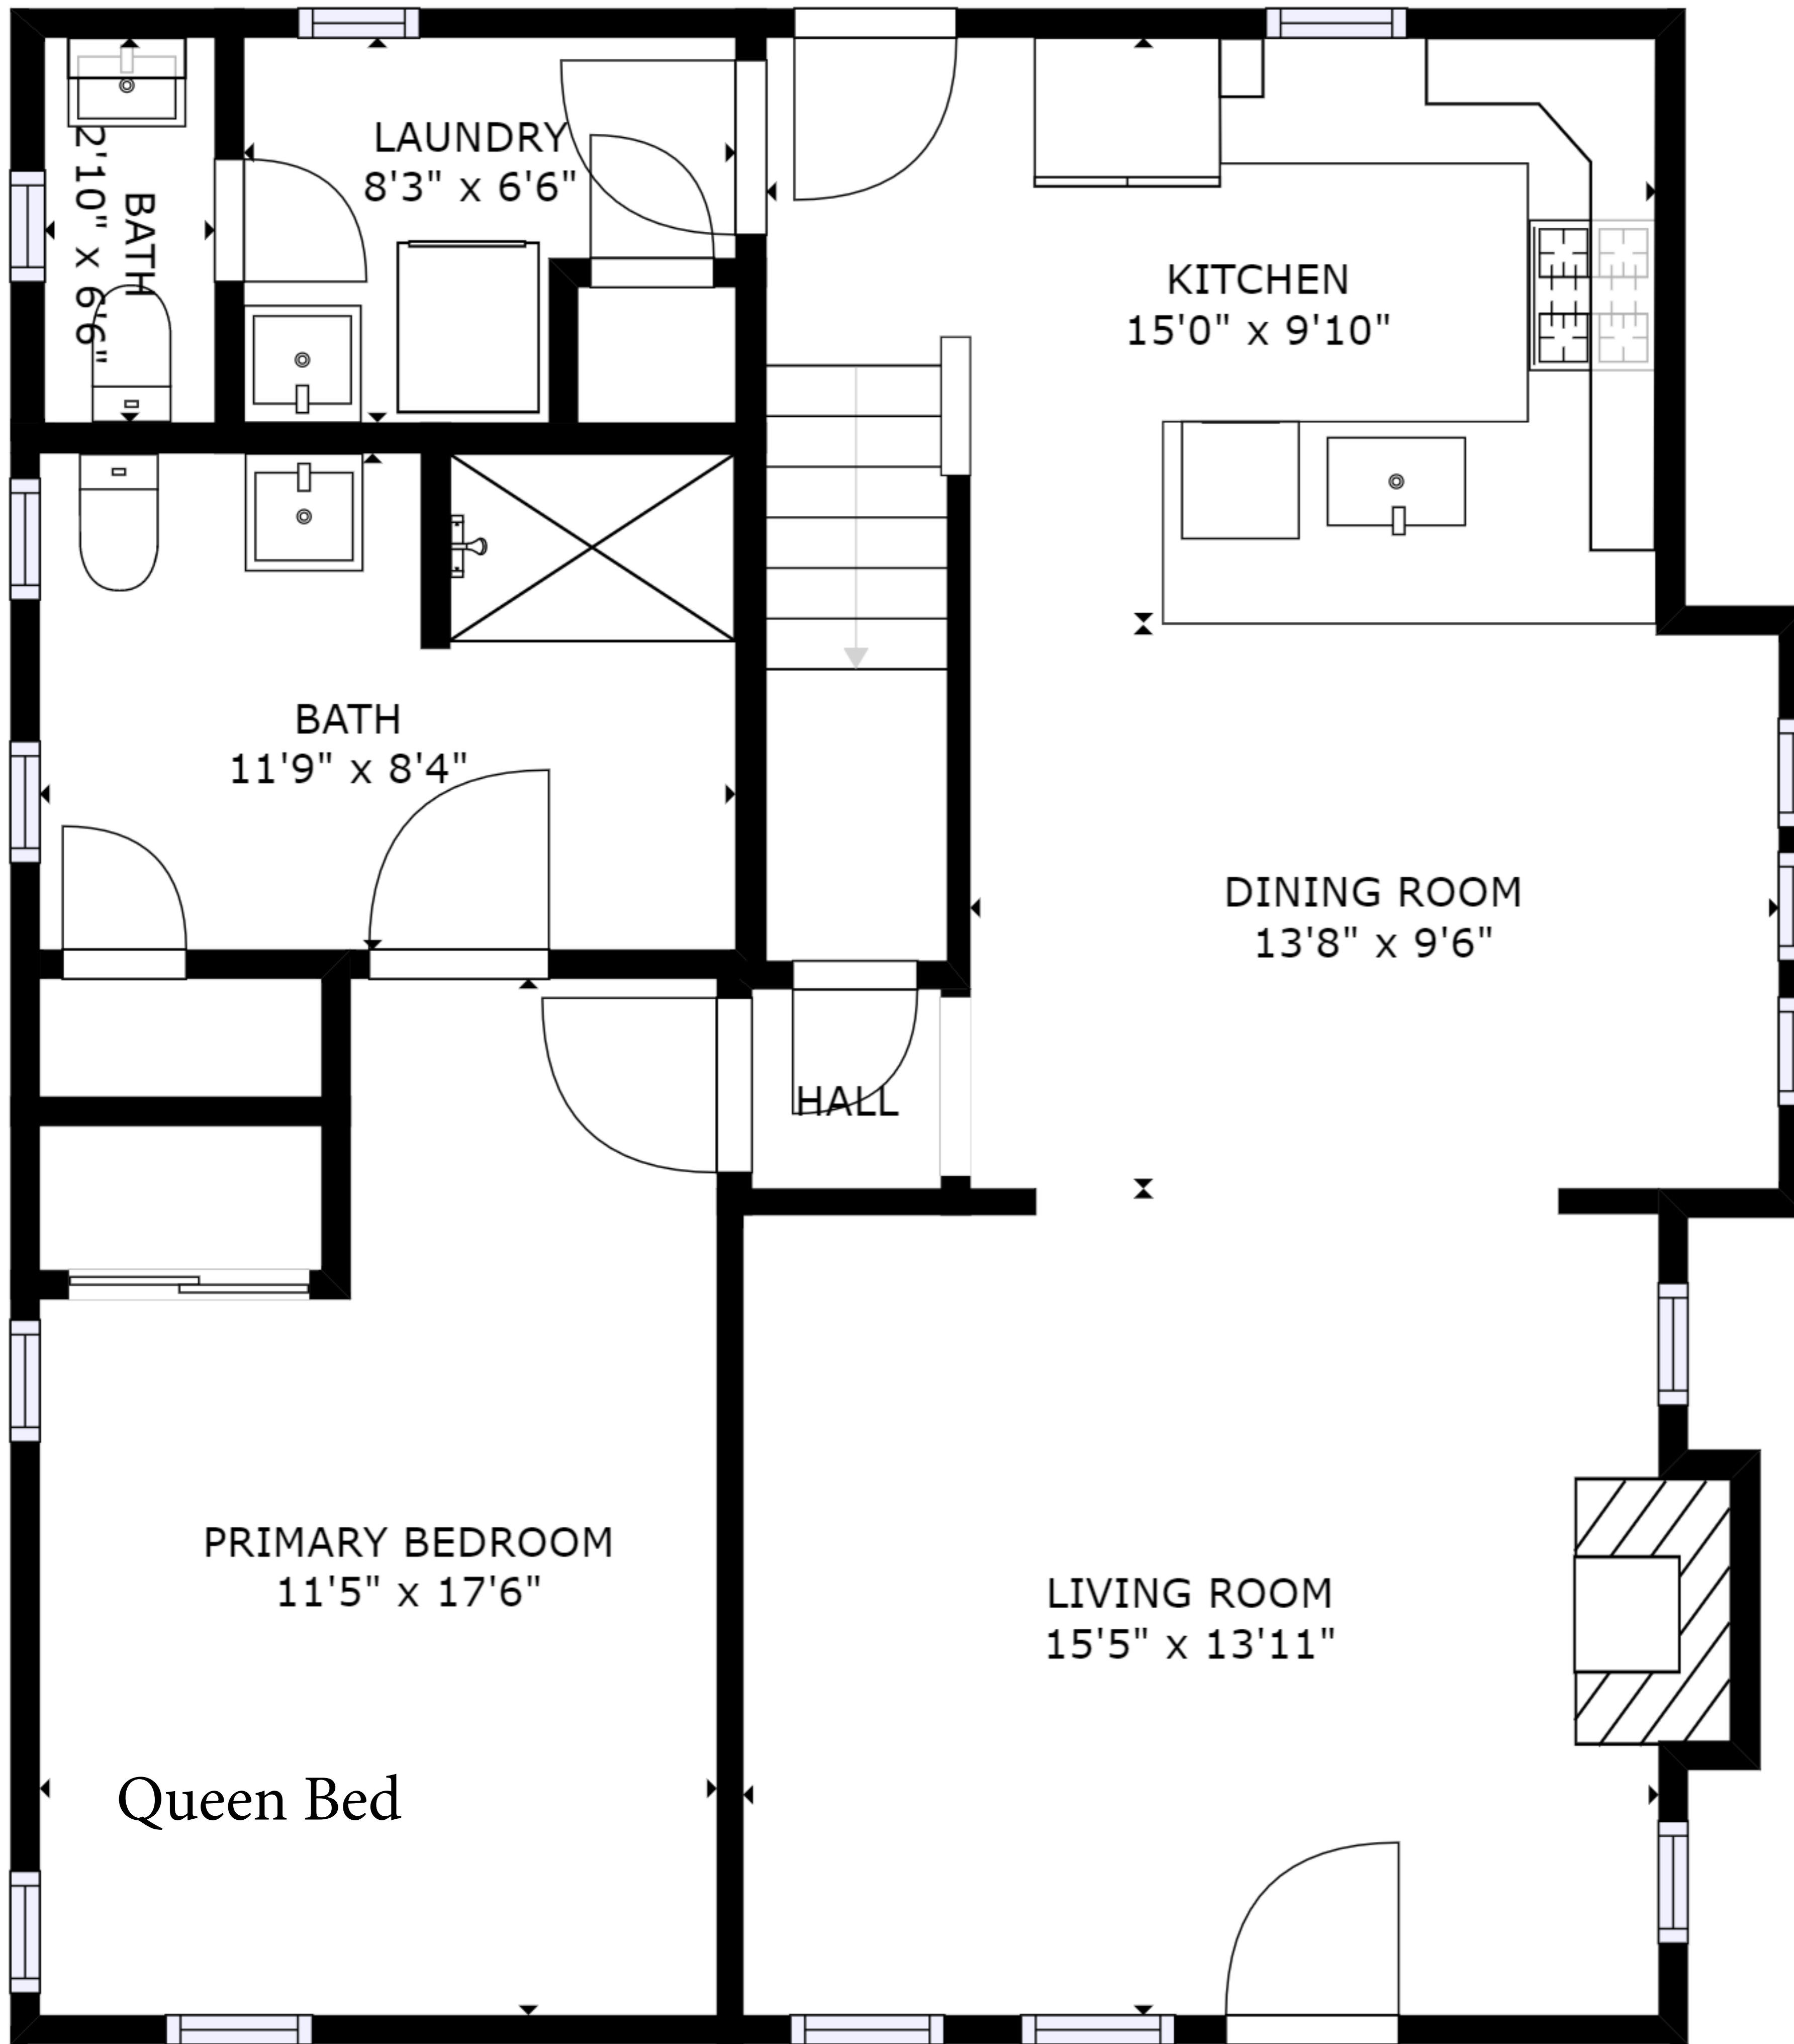 BATH
2'10" x 6'6"
LAUNDRY
8'3" x 6'6"
KITCHEN
15'0" x 9'10"
BATH
11'9" x 8'4"
DINING ROOM
13'8" x 9'6"
HALL
PRIMARY BEDROOM
11'5" x 17'6"
LIVING ROOM
15'5" x 13'11"
Queen Bed